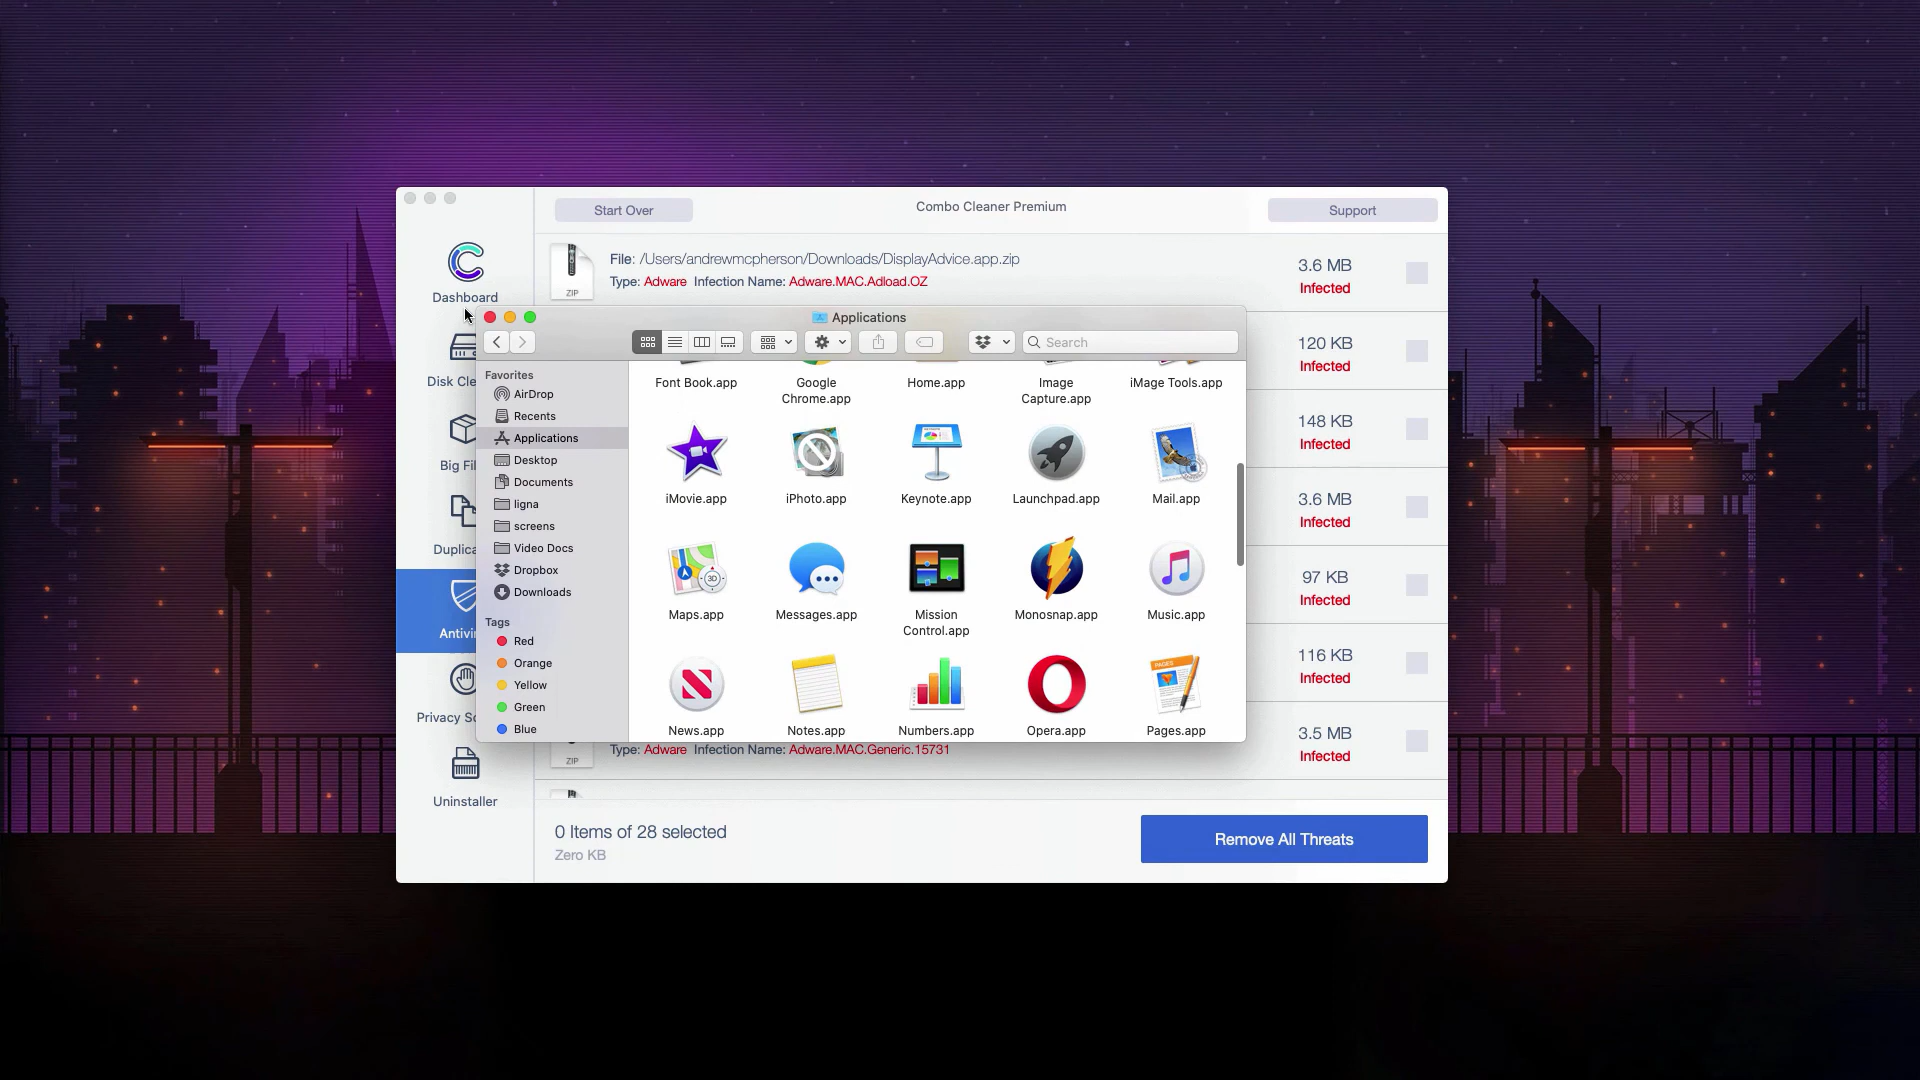 Start Over
Combo Cleaner Premium
Support
File: /Users/andrewmcpherson/Downloads/DisplayAdvice.app.zip
Type: Adware Infection Name: Adware.MAC.Adload.OZ
ZIP
3.6 MB
Infected
Dashboard
Disk Cle
Big Fil
Duplica
Antivir
Privacy Sc
Uninstaller
Applications
Search
Favorites
AirDrop
Recents
Applications
Desktop
Documents
ligna
screens
Video Docs
Dropbox
Downloads
Tags
Red
Orange
Yellow
Green
Blue
Font Book.app
Google
Chrome.app
Home.app
Image
Capture.app
iMage Tools.app
iMovie.app
iPhoto.app
Keynote.app
Launchpad.app
Mail.app
Maps.app
3D
Messages.app
Mission
Control.app
Monosnap.app
Music.app
News.app
Notes.app
Numbers.app
Opera.app
PAGES
Pages.app
120 KB
Infected
148 KB
Infected
3.6 MB
Infected
97 KB
Infected
116 KB
Infected
3.5 MB
Infected
Type: Adware Infection Name: Adware.MAC.Generic.15731
ZIP
0 Items of 28 selected
Zero KB
Remove All Threats